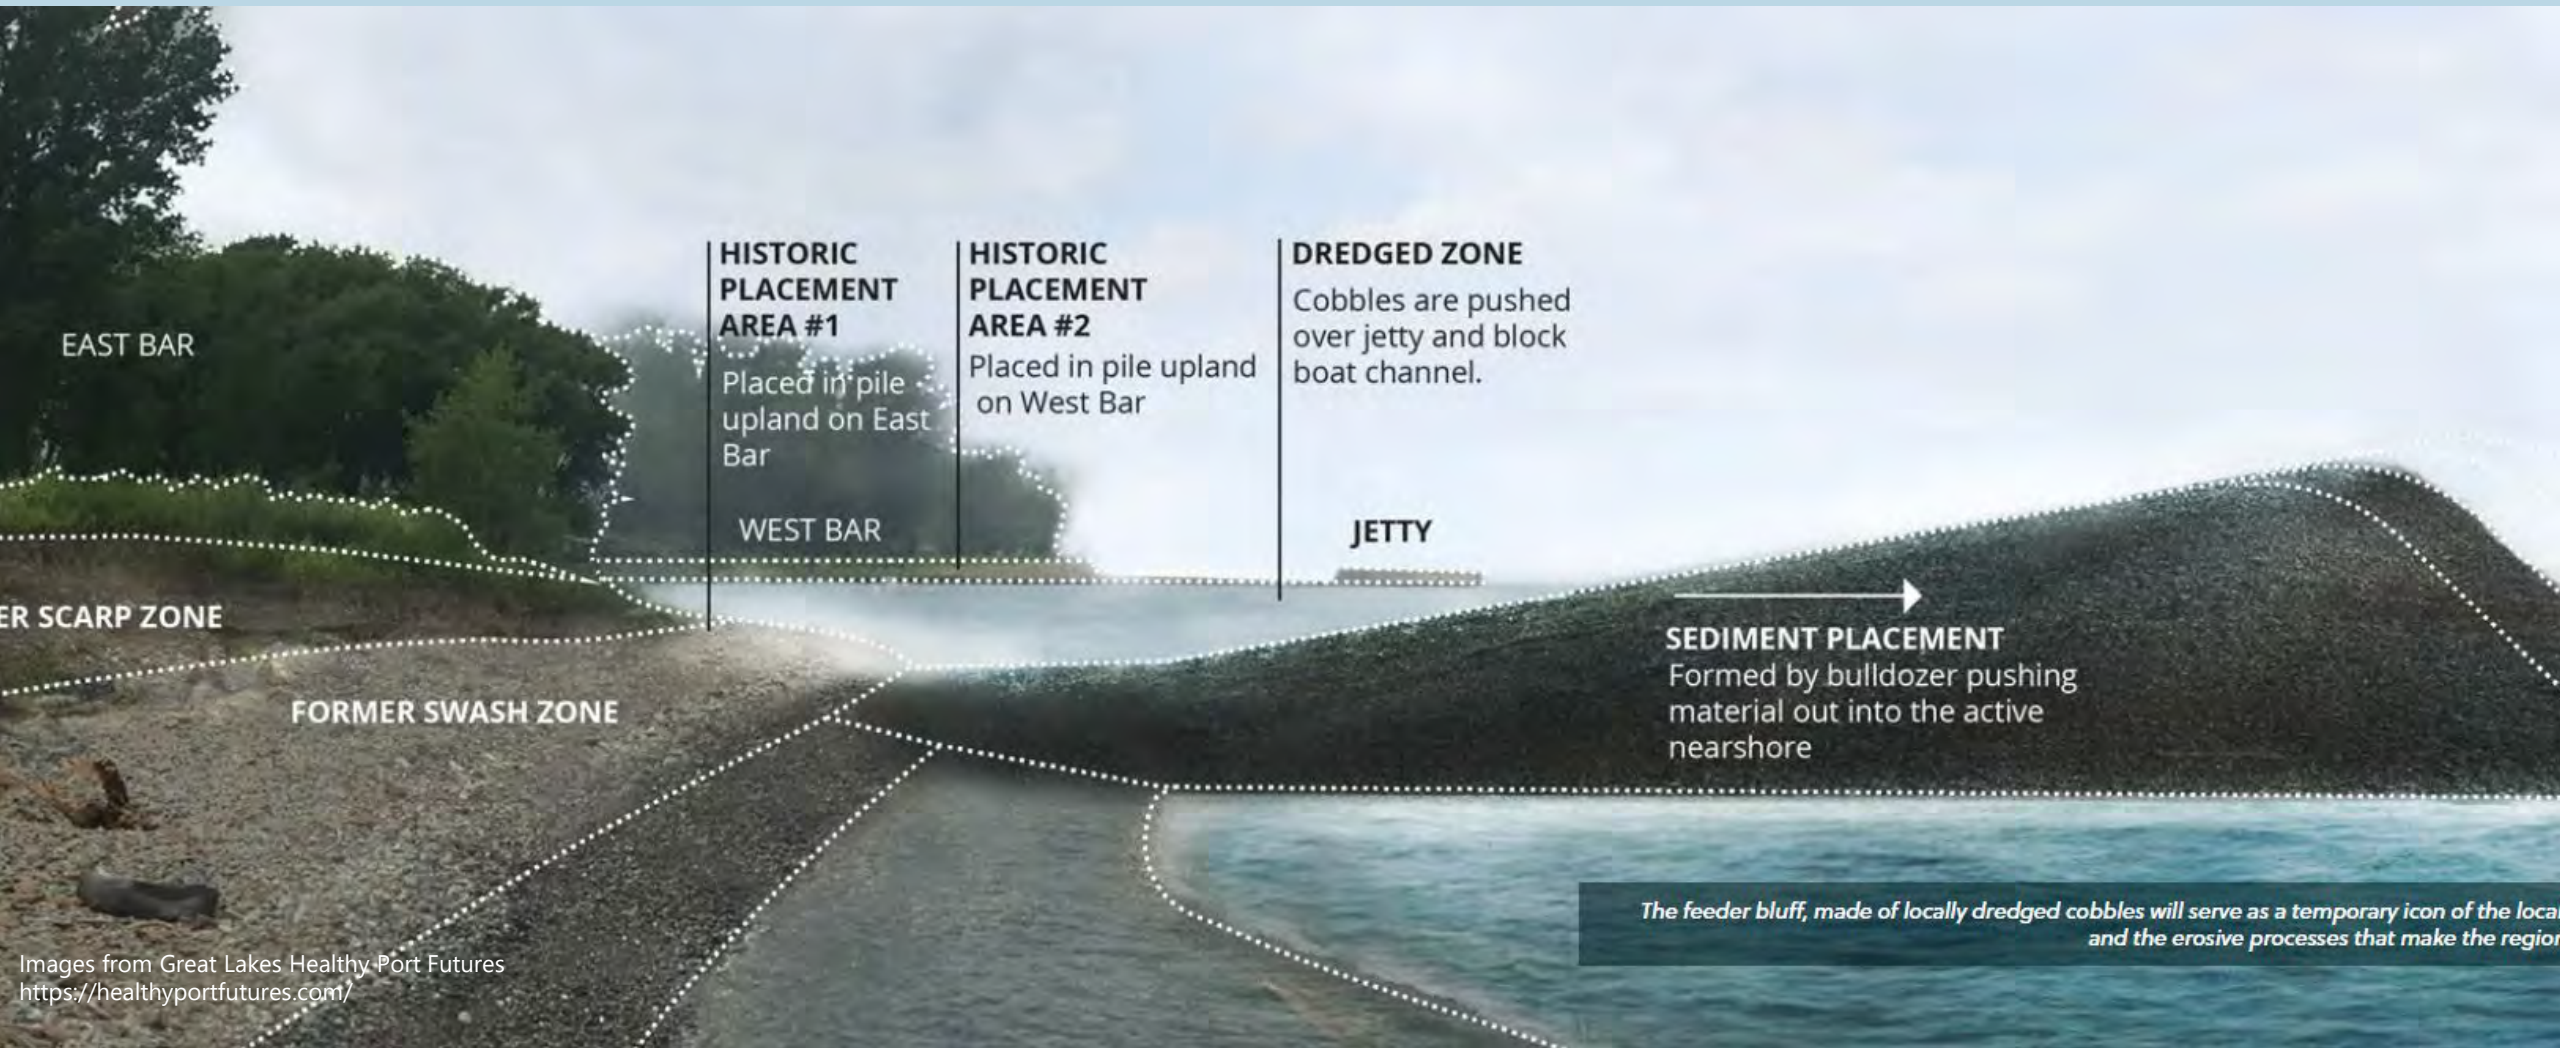 HISTORIC
PLACEMENT
AREA #1
Placed in pile
upland on East
Bar
HISTORIC
PLACEMENT
AREA #2
Placed in pile upland
on West Bar
DREDGED ZONE
Cobbles are pushed
over jetty and block
boat channel.
EAST BAR
WEST BAR
JETTY
ER SCARP ZONE
FORMER SWASH ZONE
SEDIMENT PLACEMENT
Formed by bulldozer pushing
material out into the active
nearshore
The feeder bluff, made of locally dredged cobbles will serve as a temporary icon of the local
and the erosive processes that make the region
Images from Great Lakes Healthy Port Futures
https://healthyportfutures.com/